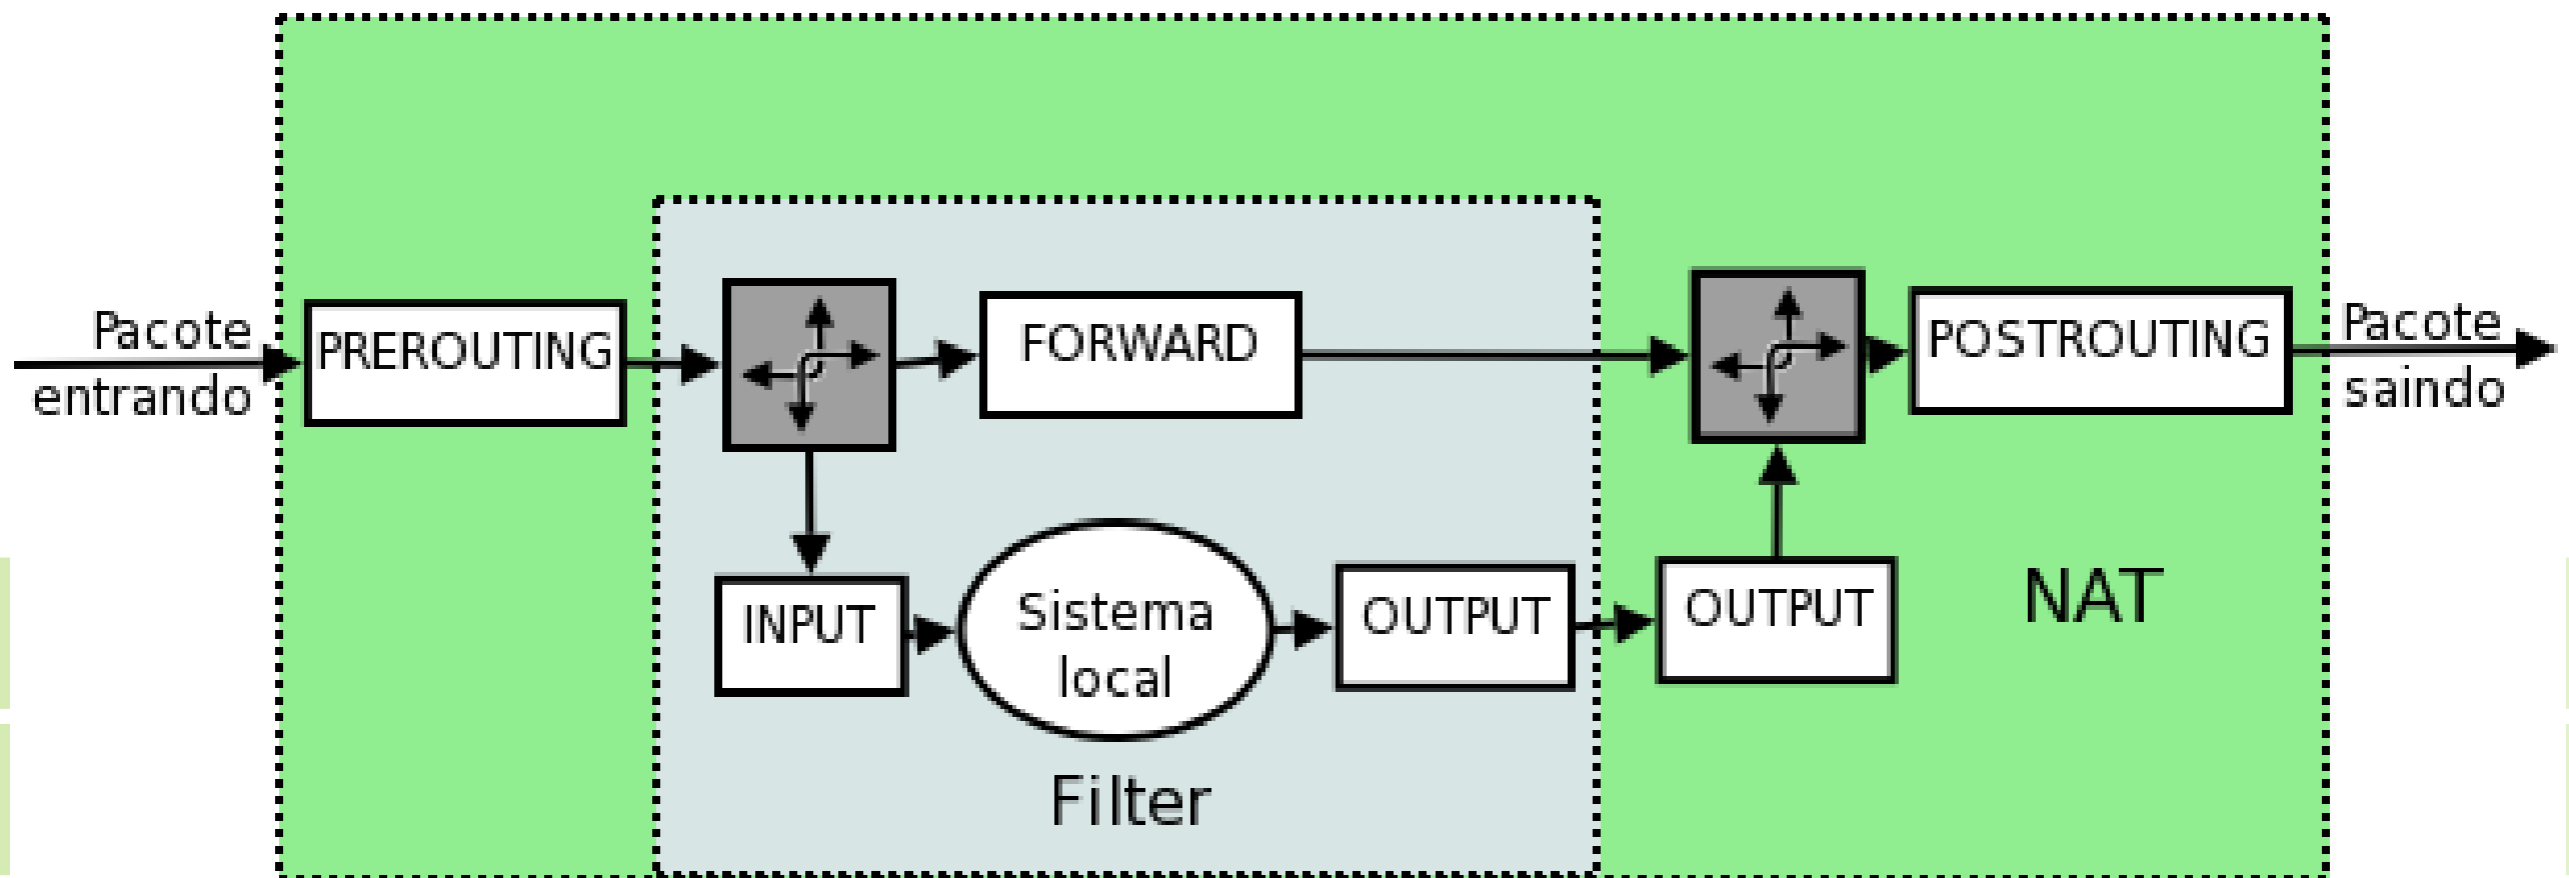 Pacote
entrando
PREROUTING
FORWARD
POSTROUTING
Pacote
saindo
INPUT
Sistema
local
OUTPUT
OUTPUT
NAT
Filter